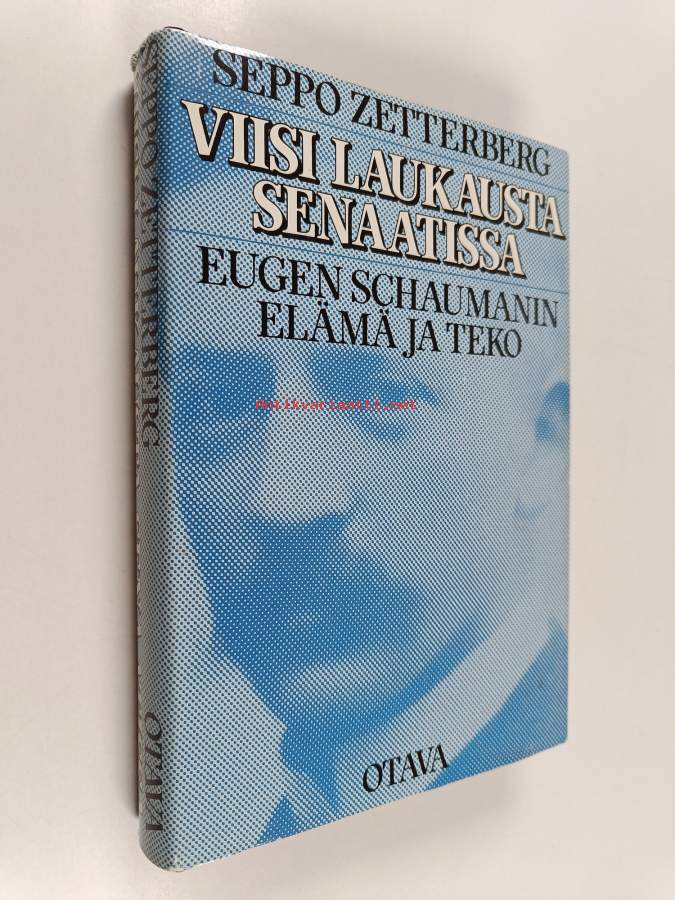 SEPPO ZETTERBERG
VIISI LAUKAUSTA
SENAATISSA
EUGEN SCHAUMANIN
ELÄMÄ JA TEKO
Antikvariaatti.net
OTAVA
SEPPO ZETTERBERG
OTAVA